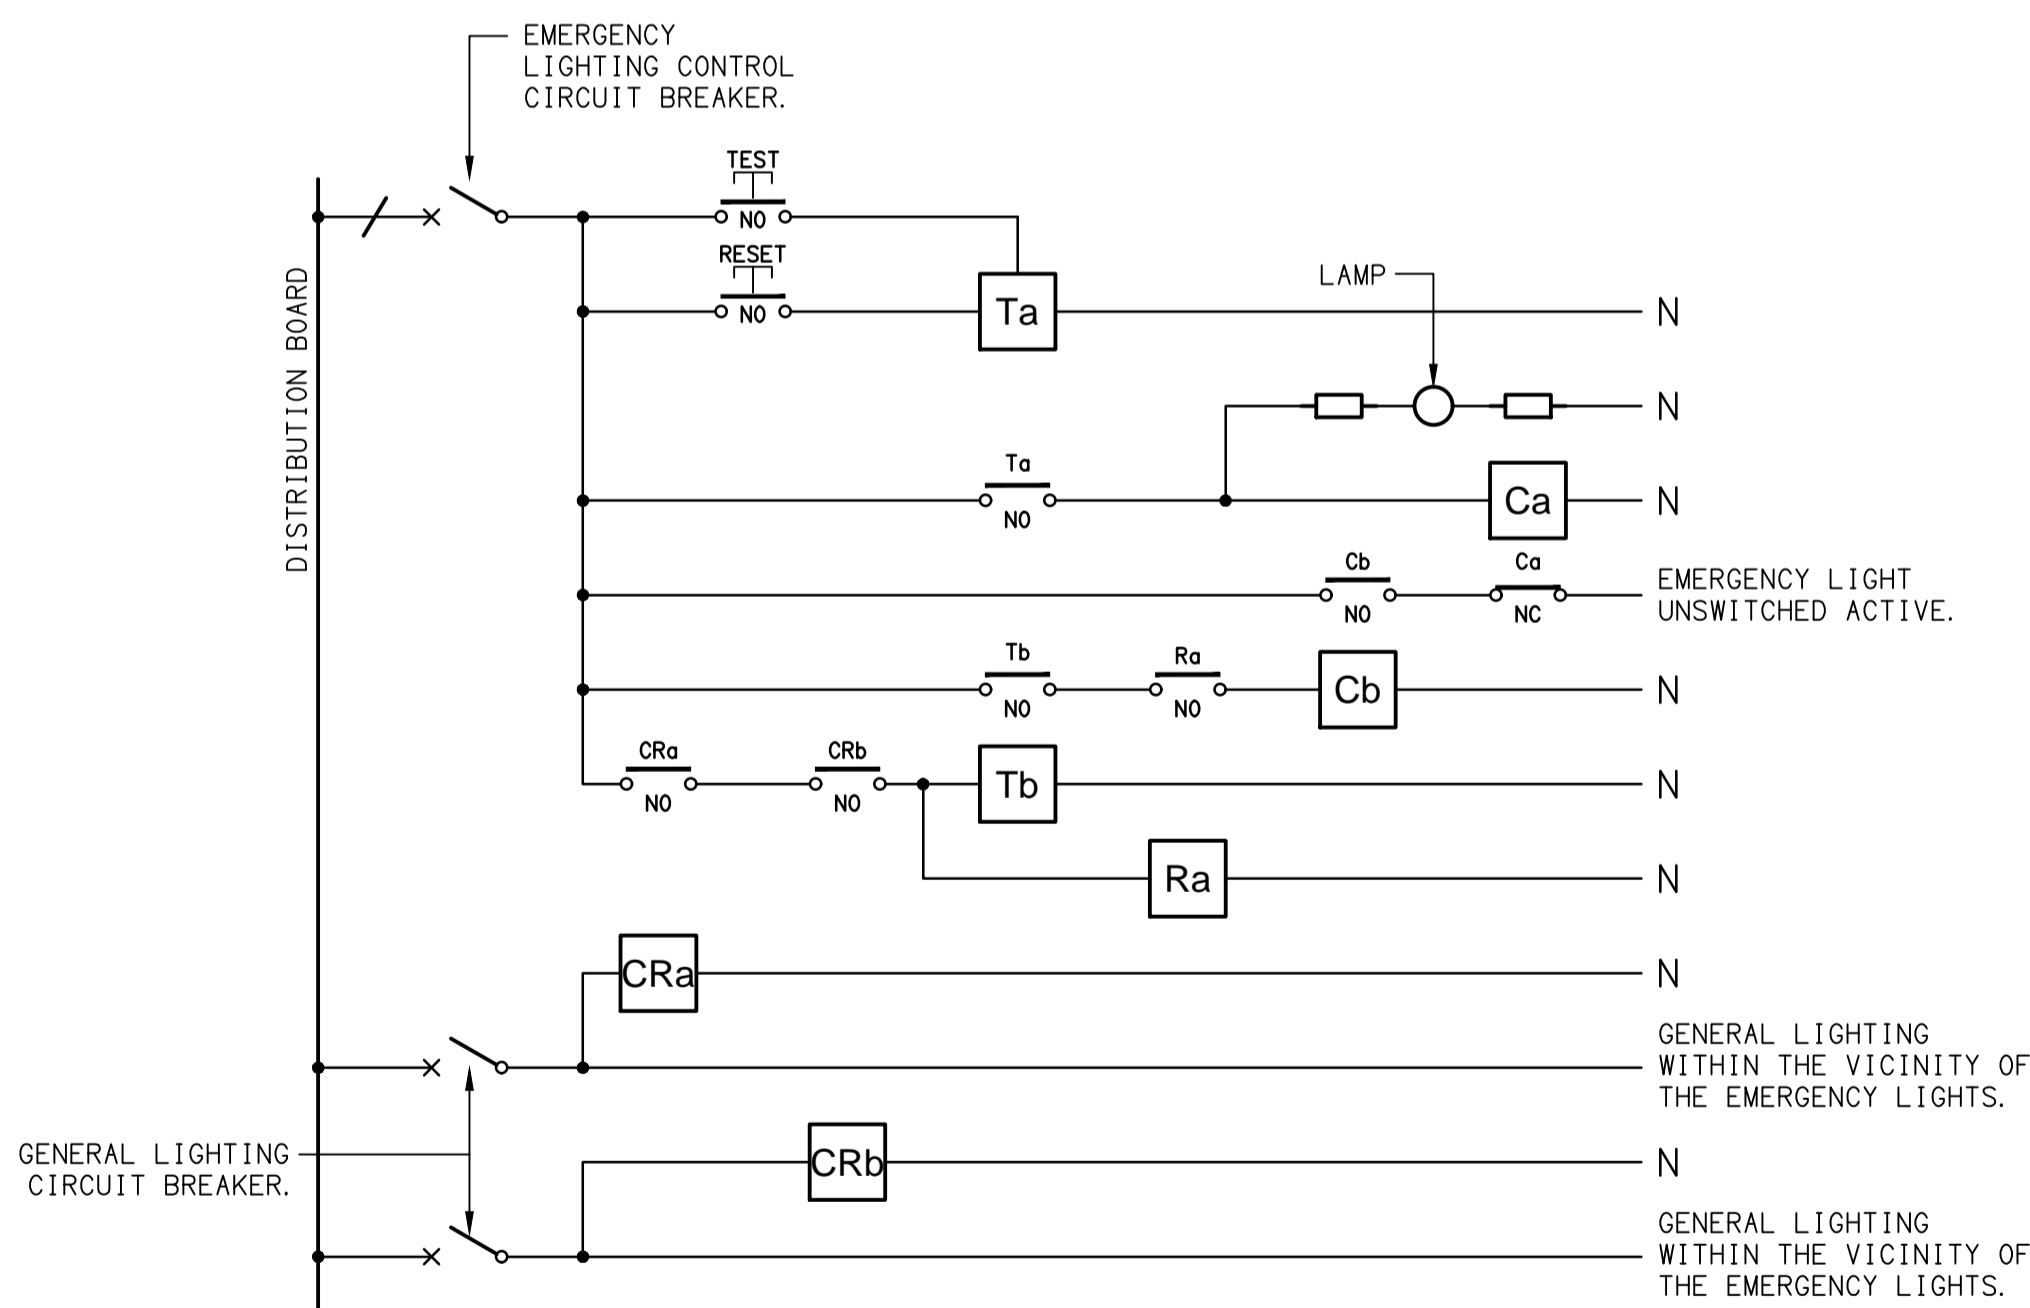 EMERGENCY
LIGHTING CONTROL
CIRCUIT BREAKER.
TEST
NO
RESET
NO
Ta
N
LAMP
N
DISTRIBUTION BOARD
Ta
NO
Ca
N
Cb
NO
Ca
NC
EMERGENCY LIGHT
UNSWITCHED ACTIVE.
Tb
NO
Ra
NO
Cb
N
CRa
NO
CRb
NO
Tb
N
Ra
N
CRa
N
GENERAL LIGHTING
WITHIN THE VICINITY OF
THE EMERGENCY LIGHTS.
GENERAL LIGHTING
CIRCUIT BREAKER.
CRb
N
GENERAL LIGHTING
WITHIN THE VICINITY OF
THE EMERGENCY LIGHTS.